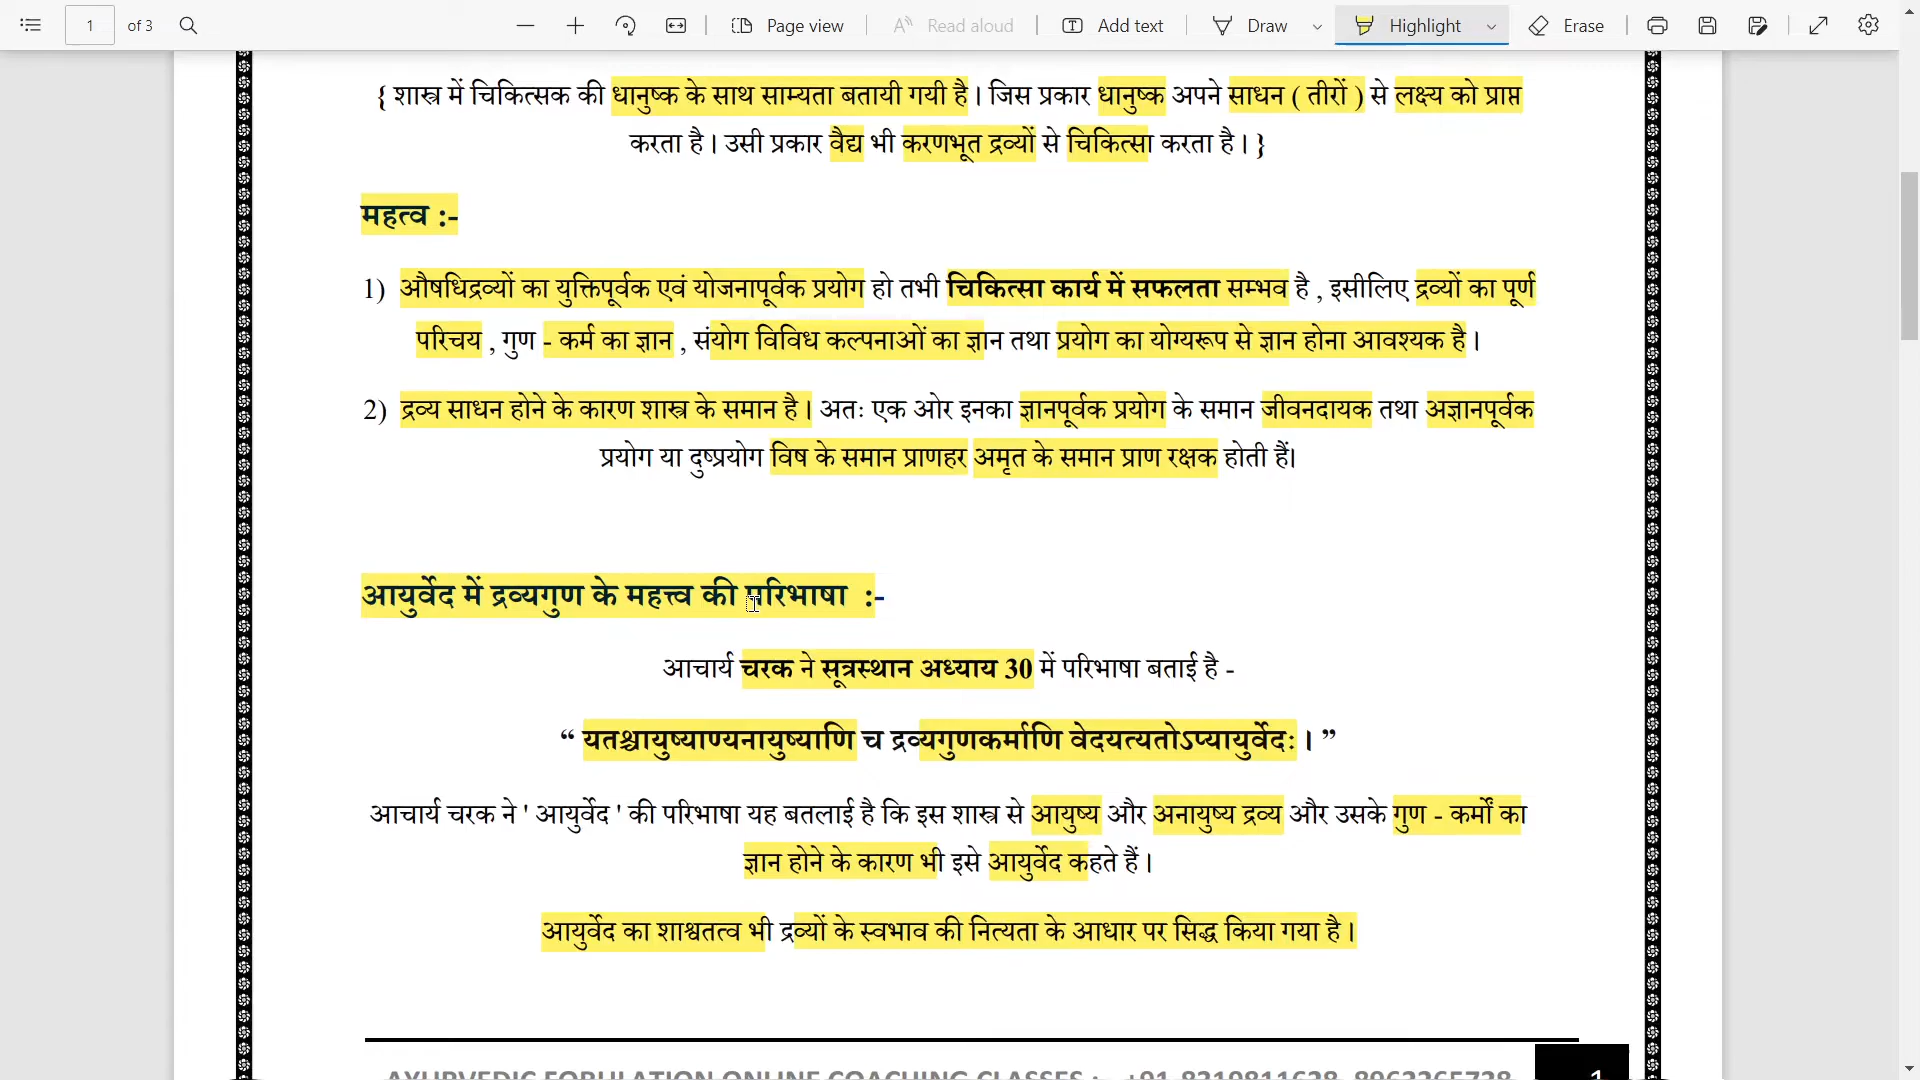 1 of 3 Page view Read aloud Add text Draw Highlight Erase
{ शास्त्र में चिकित्सक की धानुष्क के साथ साम्यता बतायी गयी है । जिस प्रकार धानुष्क अपने साधन ( तीरों ) से लक्ष्य को प्राप्त
करता है । उसी प्रकार वैद्य भी करणभूत द्रव्यों से चिकित्सा करता है । }
महत्व :-
1) औषधिद्रव्यों का युक्तिपूर्वक एवं योजनापूर्वक प्रयोग हो तभी चिकित्सा कार्य में सफलता सम्भव है , इसीलिए द्रव्यों का पूर्ण
परिचय , गुण - कर्म का ज्ञान , संयोग विविध कल्पनाओं का ज्ञान तथा प्रयोग का योग्यरूप से ज्ञान होना आवश्यक है ।
2) द्रव्य साधन होने के कारण शास्त्र के समान है । अतः एक ओर इनका ज्ञानपूर्वक प्रयोग के समान जीवनदायक तथा अज्ञानपूर्वक
प्रयोग या दुष्प्रयोग विष के समान प्राणहर अमृत के समान प्राण रक्षक होती हैं।
आयुर्वेद में द्रव्यगुण के महत्त्व की परिभाषा :-
आचार्य चरक ने सूत्रस्थान अध्याय 30 में परिभाषा बताई है -
“ यतश्चायुष्याण्यनायुष्याणि च द्रव्यगुणकर्माणि वेदयत्यतोऽप्यायुर्वेदः । ”
आचार्य चरक ने ' आयुर्वेद ' की परिभाषा यह बतलाई है कि इस शास्त्र से आयुष्य और अनायुष्य द्रव्य और उसके गुण - कर्मों का
ज्ञान होने के कारण भी इसे आयुर्वेद कहते हैं ।
आयुर्वेद का शाश्वतत्व भी द्रव्यों के स्वभाव की नित्यता के आधार पर सिद्ध किया गया है ।
AYURVEDIC FORULATION ONLINE COACHING CLASSES :-